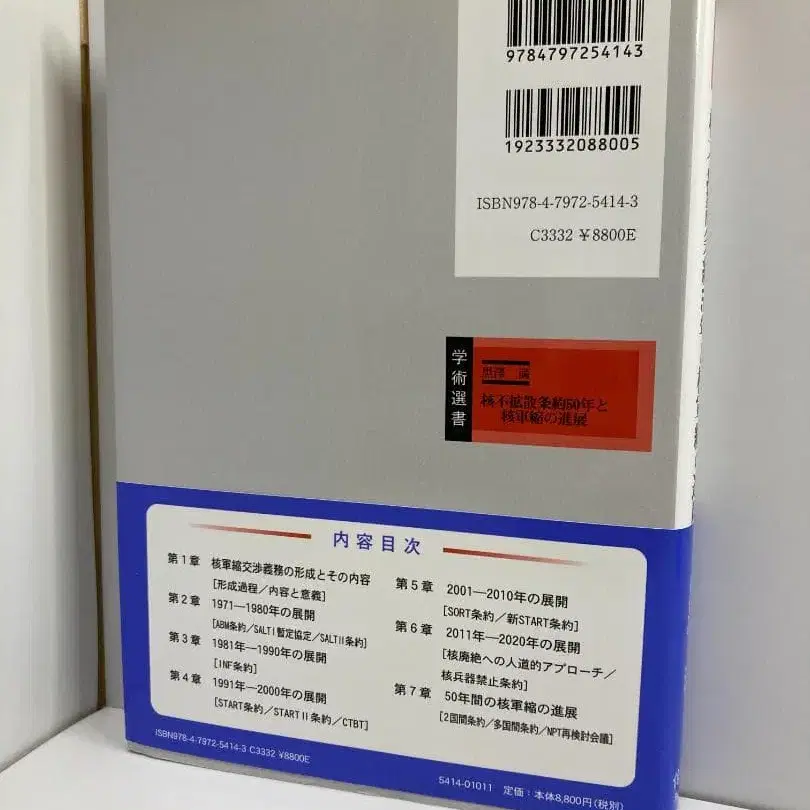 9784797254143
1923332088005
ISBN978-4-7972-5414-3
C3332 ¥8800E
学術選書
黒澤 満
核不拡散条約50年と
核軍縮の進展
内容目次
第1章 核軍縮交渉義務の形成とその内容
[形成過程/内容と意義]
第2章 1971—1980年の展開
[ABM条約/SALTⅠ暫定協定/SALTⅡ条約]
第3章 1981年—1990年の展開
[INF条約]
第4章 1991年—2000年の展開
[START条約/STARTⅡ条約/CTBT]
第5章 2001—2010年の展開
[SORT条約/新START条約]
第6章 2011年—2020年の展開
[核廃絶への人道的アプローチ/
核兵器禁止条約]
第7章 50年間の核軍縮の進展
[2国間条約/多国間条約/NPT再検討会議]
ISBN978-4-7972-5414-3 C3332 ¥8800E
5414-01011 定価:本体8,800円(税別)